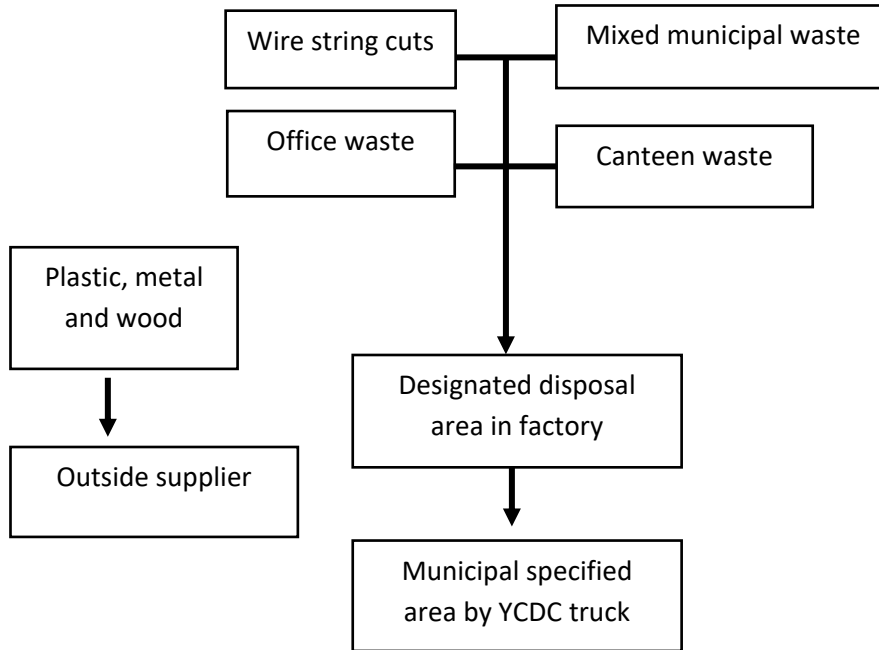 Wire string cuts
Mixed municipal waste
Office waste
Canteen waste
Plastic, metal
and wood
Designated disposal
area in factory
Outside supplier
Municipal specified
area by YCDC truck